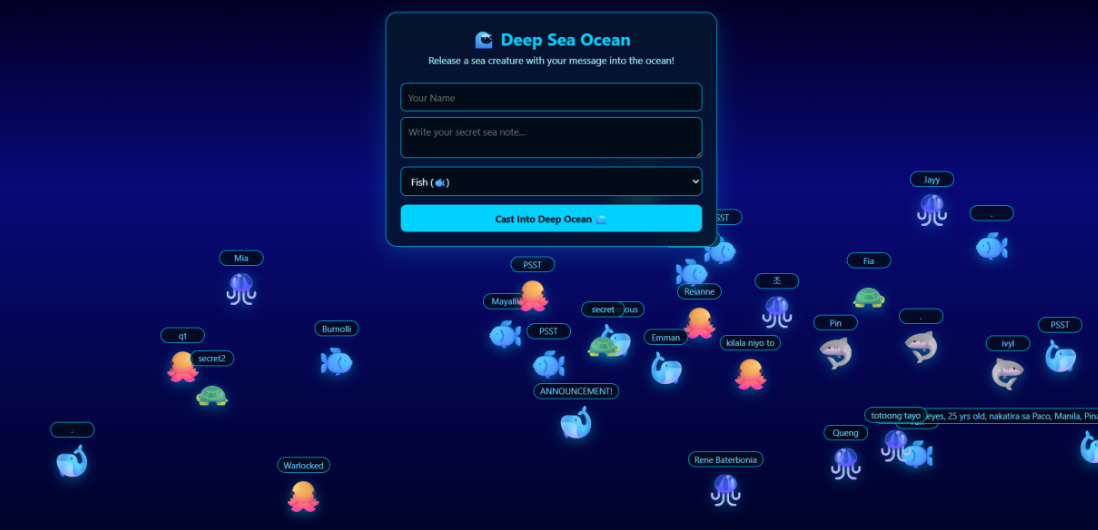 Deep Sea Ocean
Release a sea creature with your message into the ocean!
Your Name
Write your secret sea note...
Fish (🐟)
Cast Into Deep Ocean 🌊
Jayy
.
PSST
Mia
Fia
PSST
조
Reianne
Mayalli
secret
ous
Pin
.
PSST
Burnolli
PSST
Emman
kilala niyo to
ivyl
qt
secret2
ANNOUNCEMENT!
totoong tayo
eyes, 25 yrs old, nakatira sa Paco, Manila, Pina
.
Queng
Rene Baterbonia
Warlocked